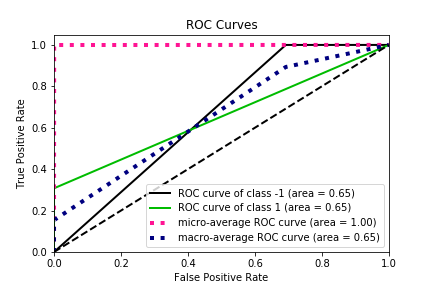 ROC Curves
1.0
0.8
0.6
0.4
0.2
0.0
True Positive Rate
ROC curve of class -1 (area = 0.65)
ROC curve of class 1 (area = 0.65)
micro-average ROC curve (area = 1.00)
macro-average ROC curve (area = 0.65)
0.0 0.2 0.4 0.6 0.8 1.0
False Positive Rate